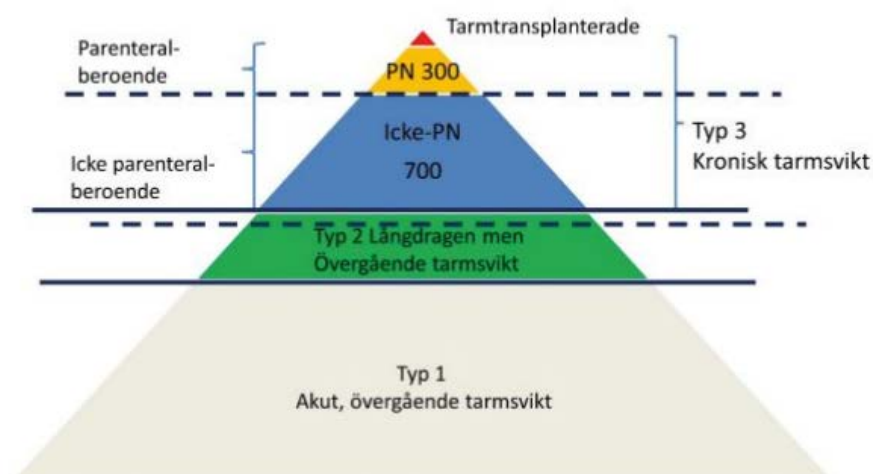 Tarmtransplanterade
Parenteral-
beroende
PN 300
Icke-PN
700
Typ 3
Kronisk tarmsvikt
Icke parenteral-
beroende
Typ 2 Långdragen men
Övergående tarmsvikt
Typ 1
Akut, övergående tarmsvikt